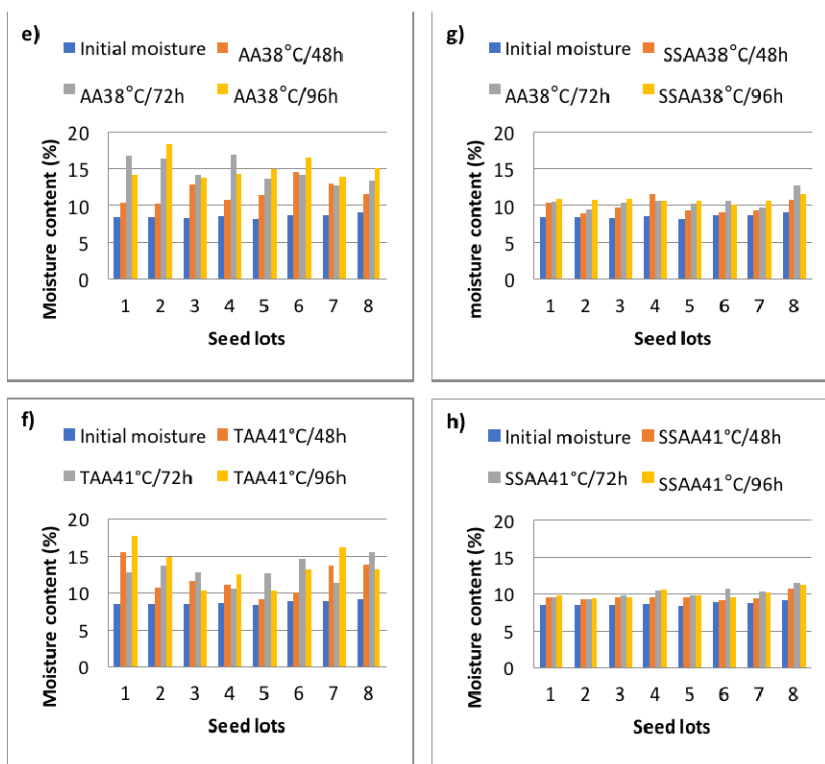 e)
Initial moisture
AA38°C/48h
AA38°C/72h
AA38°C/96h
Moisture content (%)
20
15
10
5
0
1 2 3 4 5 6 7 8
Seed lots
g)
Initial moisture
SSAA38°C/48h
AA38°C/72h
SSAA38°C/96h
moisture content (%)
20
15
10
5
0
1 2 3 4 5 6 7 8
Seed lots
f)
Initial moisture
TAA41°C/48h
TAA41°C/72h
TAA41°C/96h
Moisture content (%)
20
15
10
5
0
1 2 3 4 5 6 7 8
Seed lots
h)
Initial moisture
SSAA41°C/48h
SSAA41°C/72h
SSAA41°C/96h
Moisture content (%)
20
15
10
5
0
1 2 3 4 5 6 7 8
Seed lots